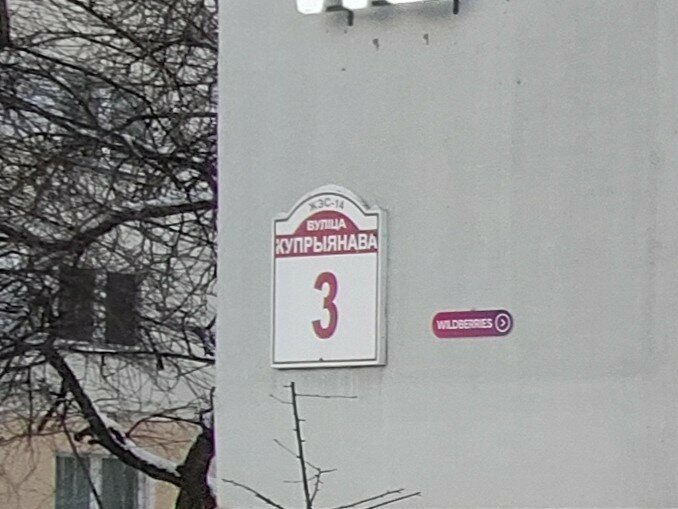 ЖЭС-14
ВУЛІЦА
КУПРЫЯНАВА
3
WILDBERRIES